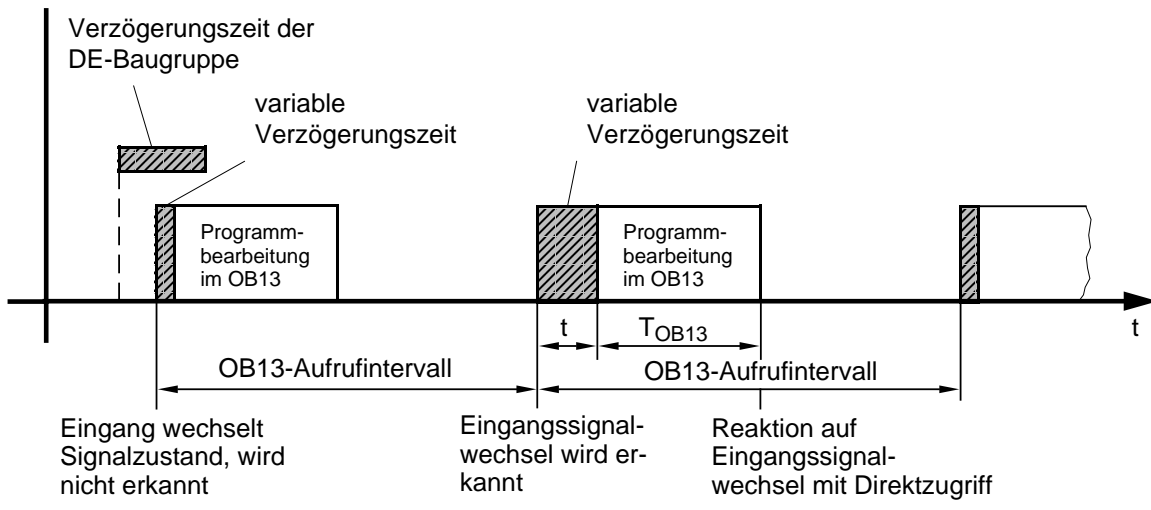 Verzögerungszeit der
DE-Baugruppe
variable
Verzögerungszeit
variable
Verzögerungszeit
Programm-
bearbeitung
im OB13
Programm-
bearbeitung
im OB13
t
TOB13
t
OB13-Aufrufintervall
OB13-Aufrufintervall
Eingang wechselt
Signalzustand, wird
nicht erkannt
Eingangssignal-
wechsel wird er-
kannt
Reaktion auf
Eingangssignal-
wechsel mit Direktzugriff